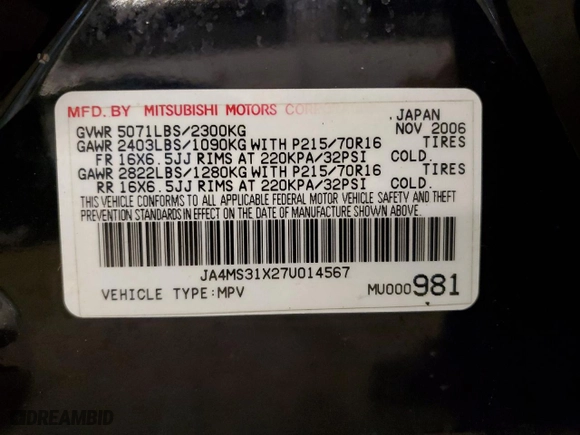 MFD. BY MITSUBISHI MOTORS CORPORATION, JAPAN
GVWR 5071LBS/2300KG NOV 2006
GAWR 2403LBS/1090KG WITH P215/70R16 TIRES
FR 16X6.5JJ RIMS AT 220KPA/32PSI COLD.
GAWR 2822LBS/1280KG WITH P215/70R16 TIRES
RR 16X6.5JJ RIMS AT 220KPA/32PSI COLD.
THIS VEHICLE CONFORMS TO ALL APPLICABLE FEDERAL MOTOR VEHICLE SAFETY AND THEFT
PREVENTION STANDARDS IN EFFECT ON THE DATE OF MANUFACTURE SHOWN ABOVE.
JA4MS31X27U014567
VEHICLE TYPE:MPV MU000981
DREAMBID